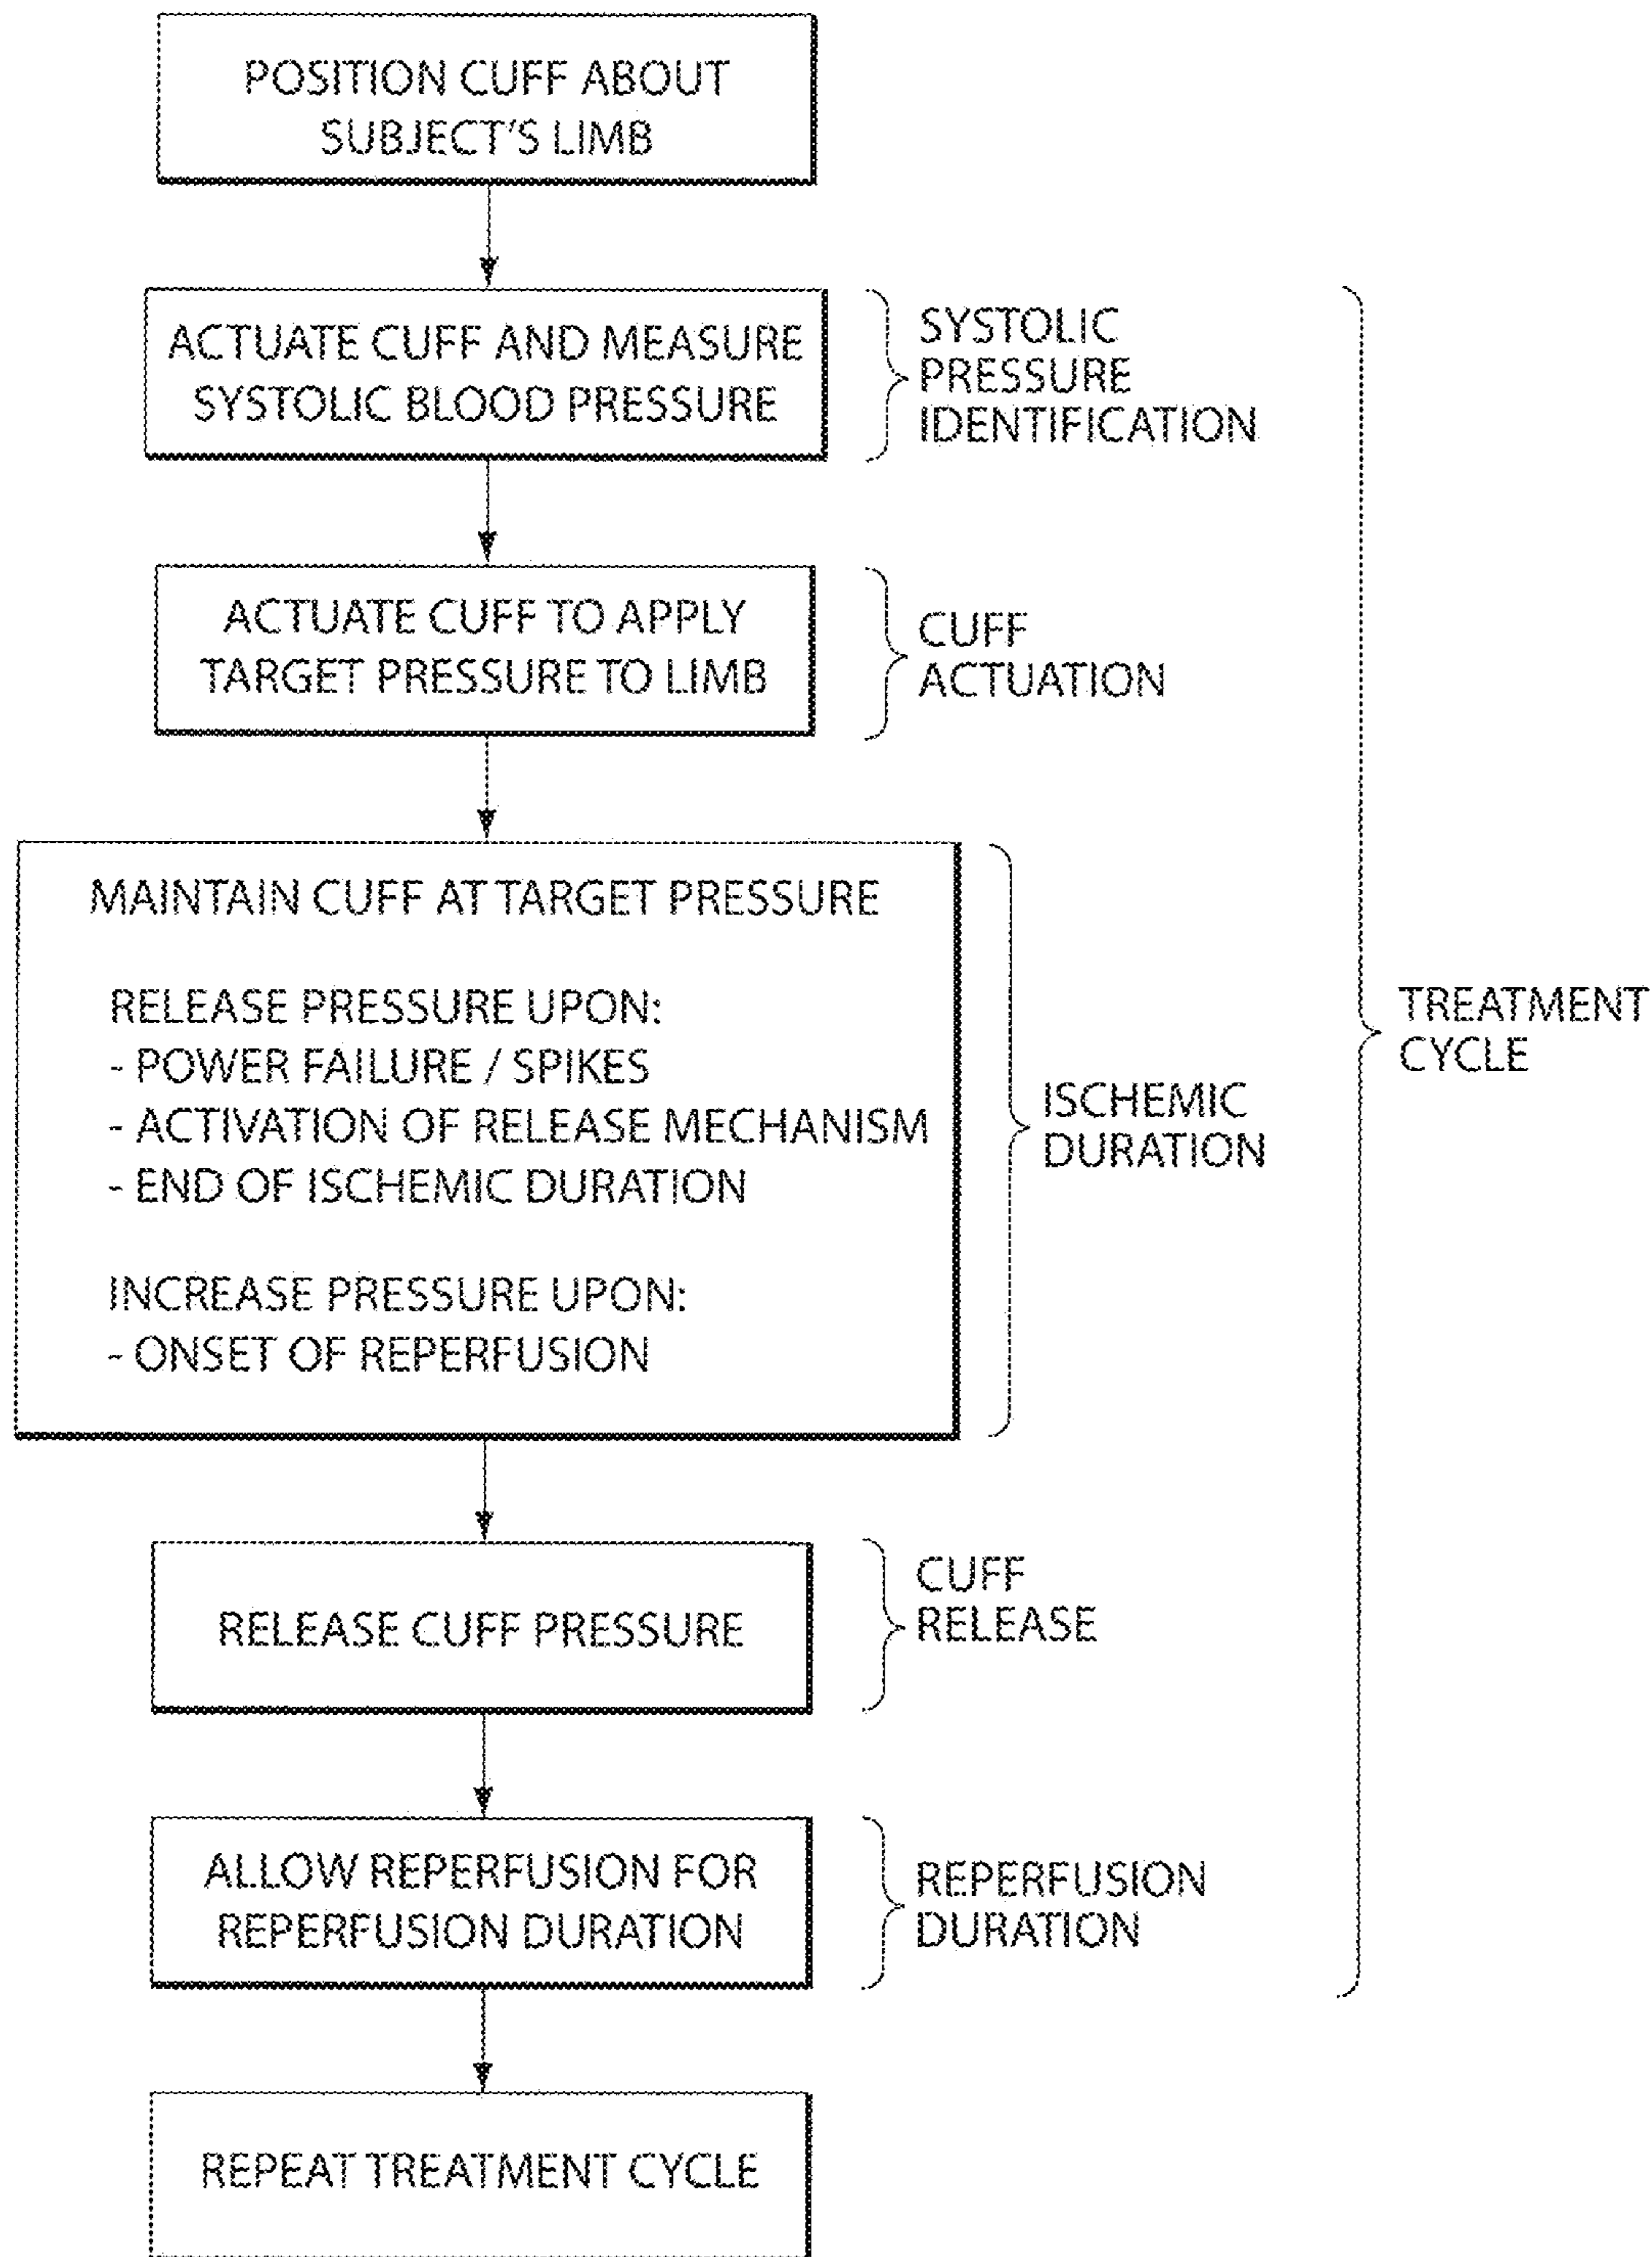 POSITION CUFF ABOUT
SUBJECT'S LIMB
ACTUATE CUFF AND MEASURE
SYSTOLIC BLOOD PRESSURE
SYSTOLIC
PRESSURE
IDENTIFICATION
ACTUATE CUFF TO APPLY
TARGET PRESSURE TO LIMB
CUFF
ACTUATION
MAINTAIN CUFF AT TARGET PRESSURE
RELEASE PRESSURE UPON:
- POWER FAILURE / SPIKES
- ACTIVATION OF RELEASE MECHANISM
- END OF ISCHEMIC DURATION
INCREASE PRESSURE UPON:
- ONSET OF REPERFUSION
ISCHEMIC
DURATION
TREATMENT
CYCLE
RELEASE CUFF PRESSURE
CUFF
RELEASE
ALLOW REPERFUSION FOR
REPERFUSION DURATION
REPERFUSION
DURATION
REPEAT TREATMENT CYCLE